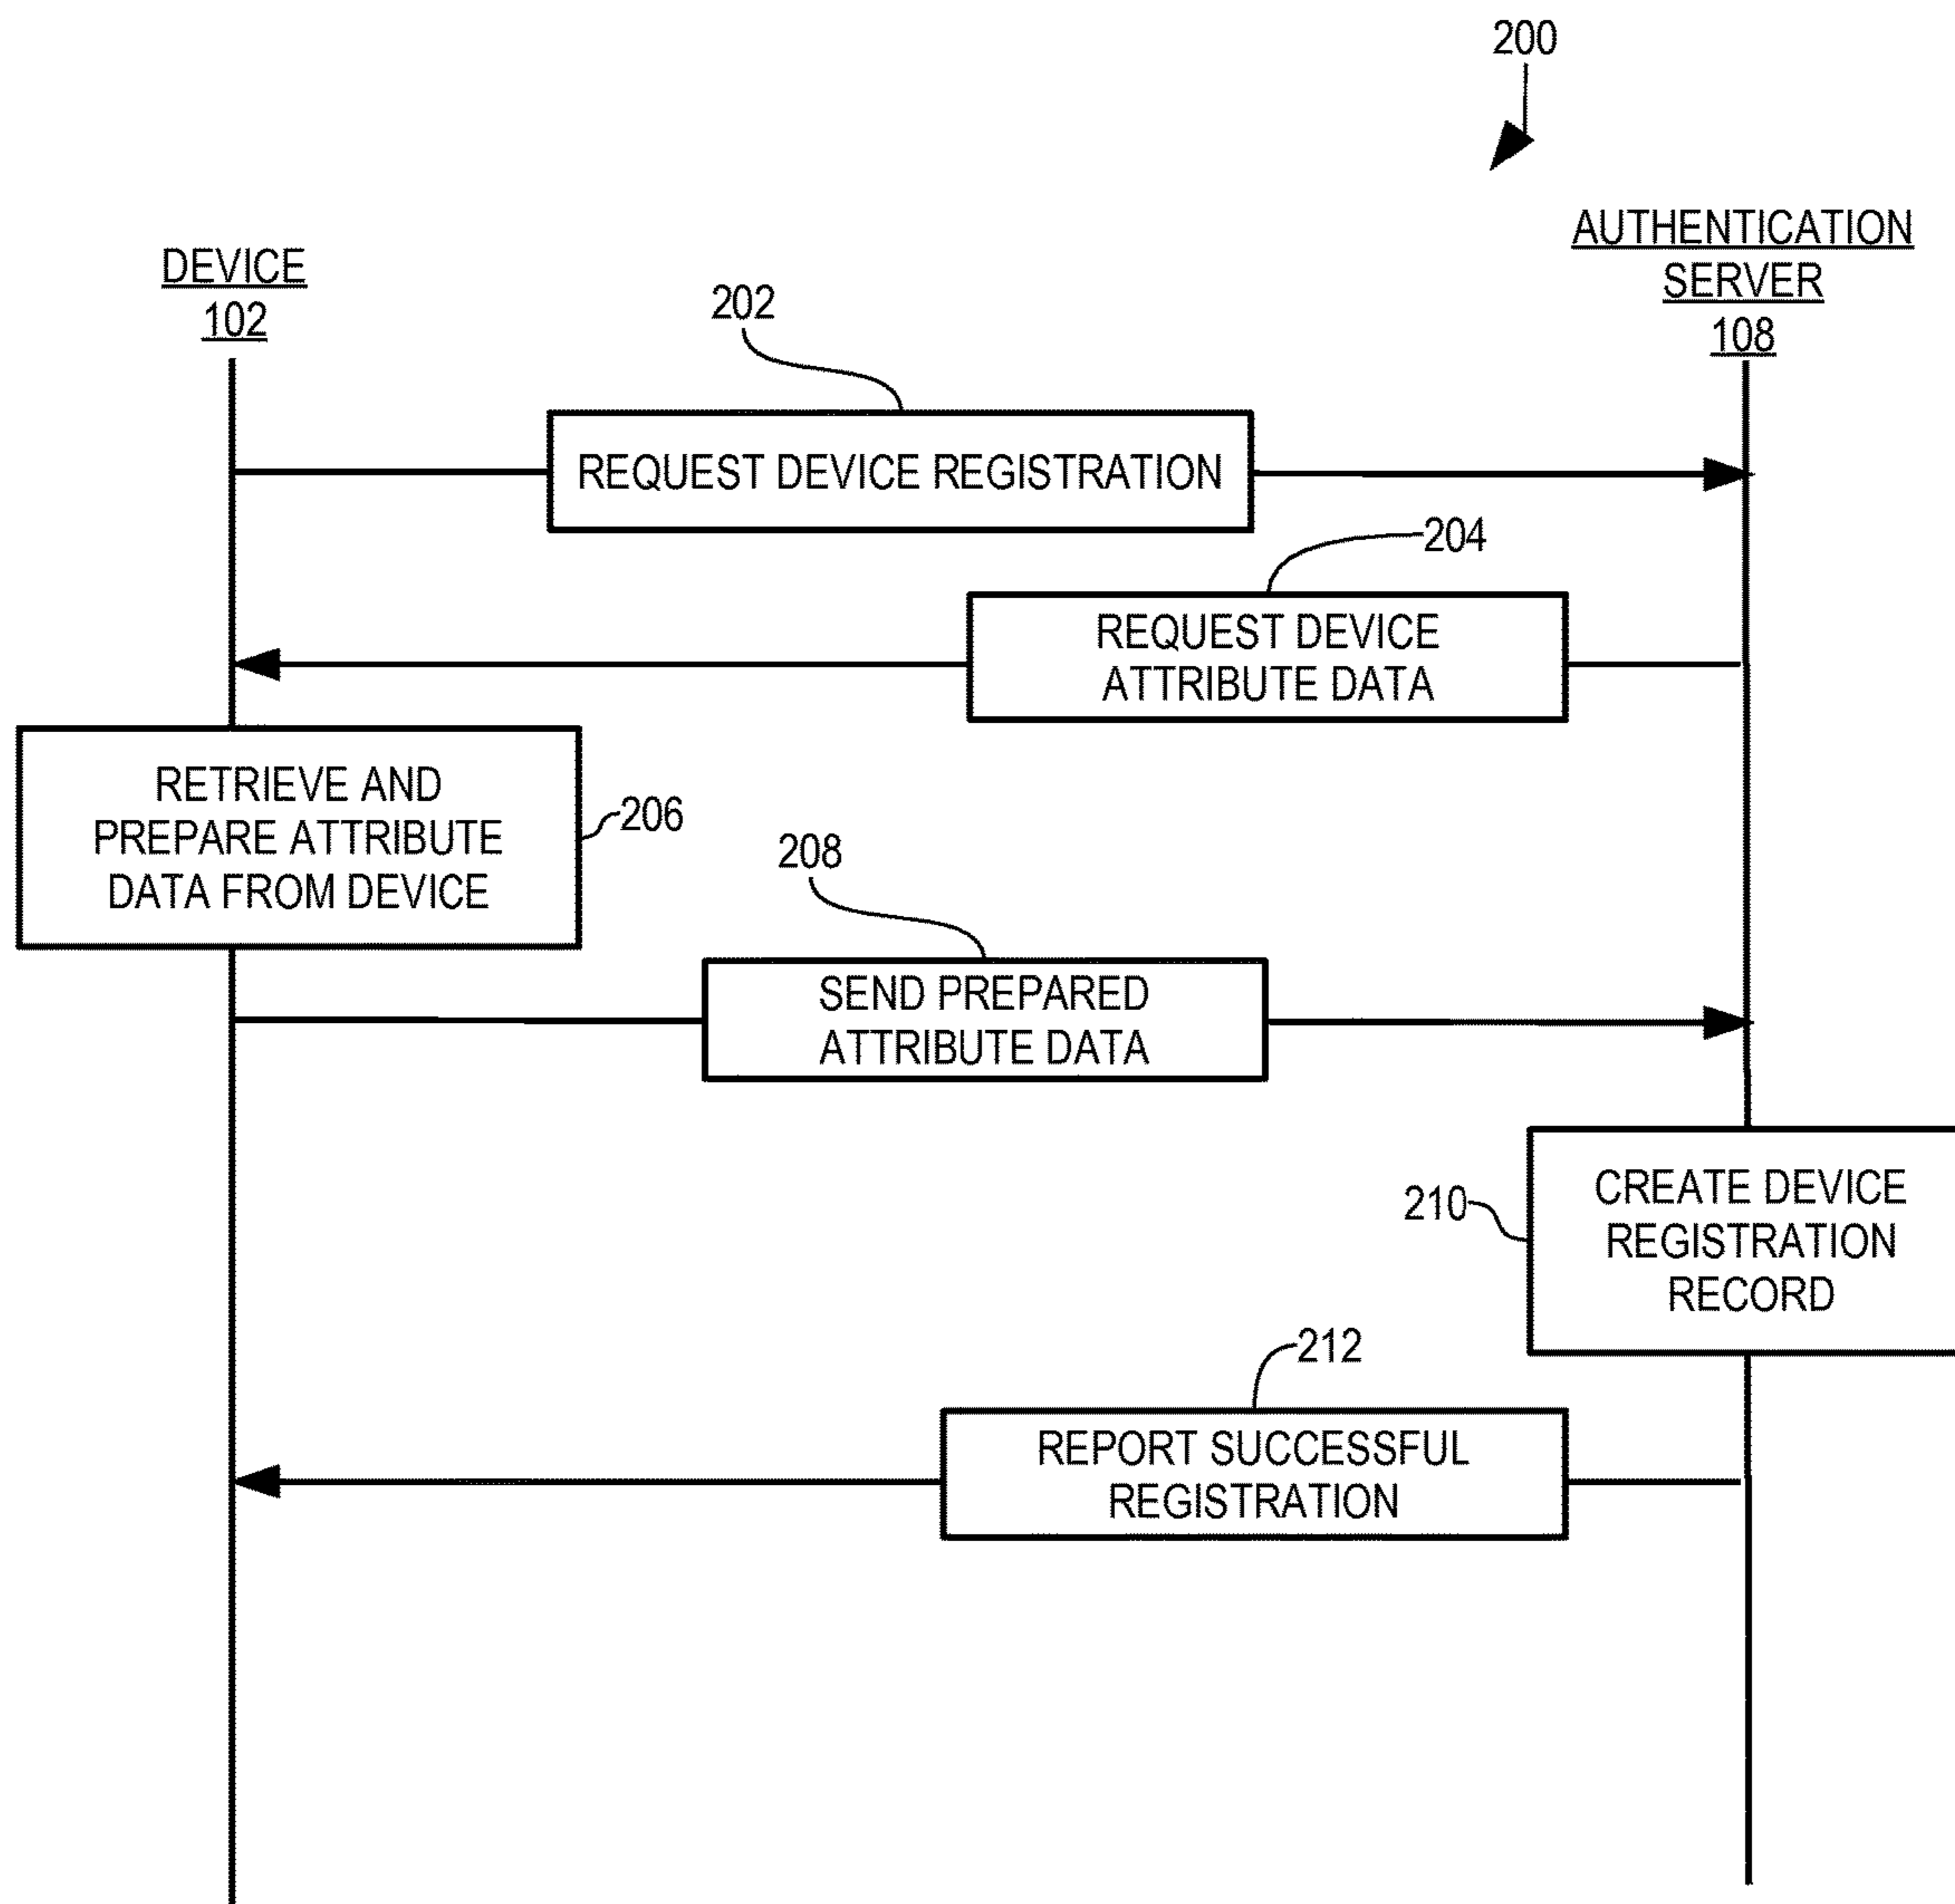 200
DEVICE
102
AUTHENTICATION
SERVER
108
202
REQUEST DEVICE REGISTRATION
204
REQUEST DEVICE
ATTRIBUTE DATA
RETRIEVE AND
PREPARE ATTRIBUTE
DATA FROM DEVICE
206
208
SEND PREPARED
ATTRIBUTE DATA
210
CREATE DEVICE
REGISTRATION
RECORD
212
REPORT SUCCESSFUL
REGISTRATION